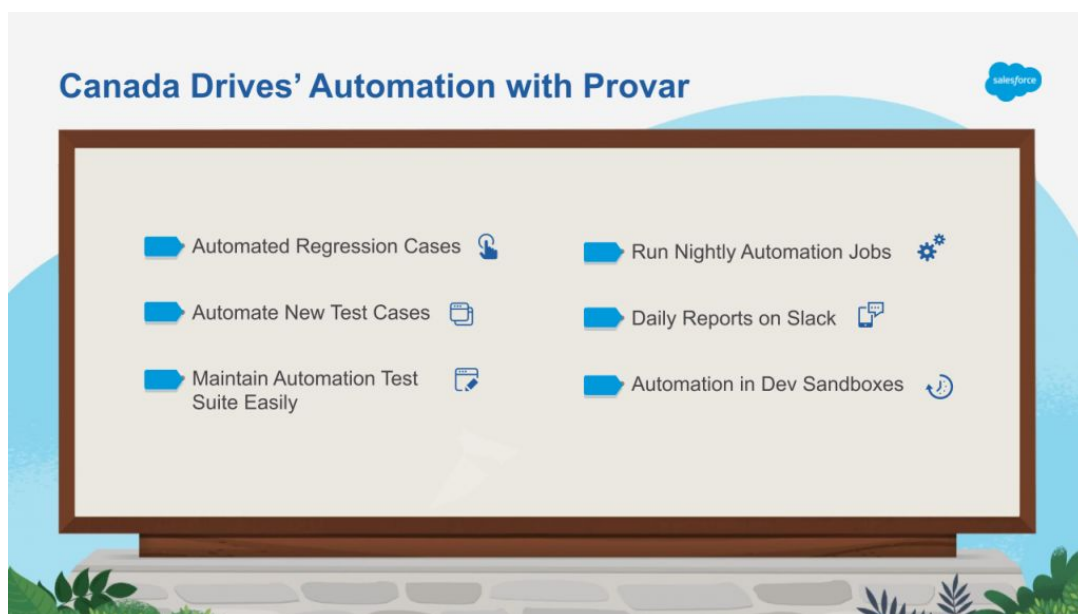 Canada Drives’ Automation with Provar
salesforce
Automated Regression Cases
Automate New Test Cases
Maintain Automation Test
Suite Easily
Run Nightly Automation Jobs
Daily Reports on Slack
Automation in Dev Sandboxes